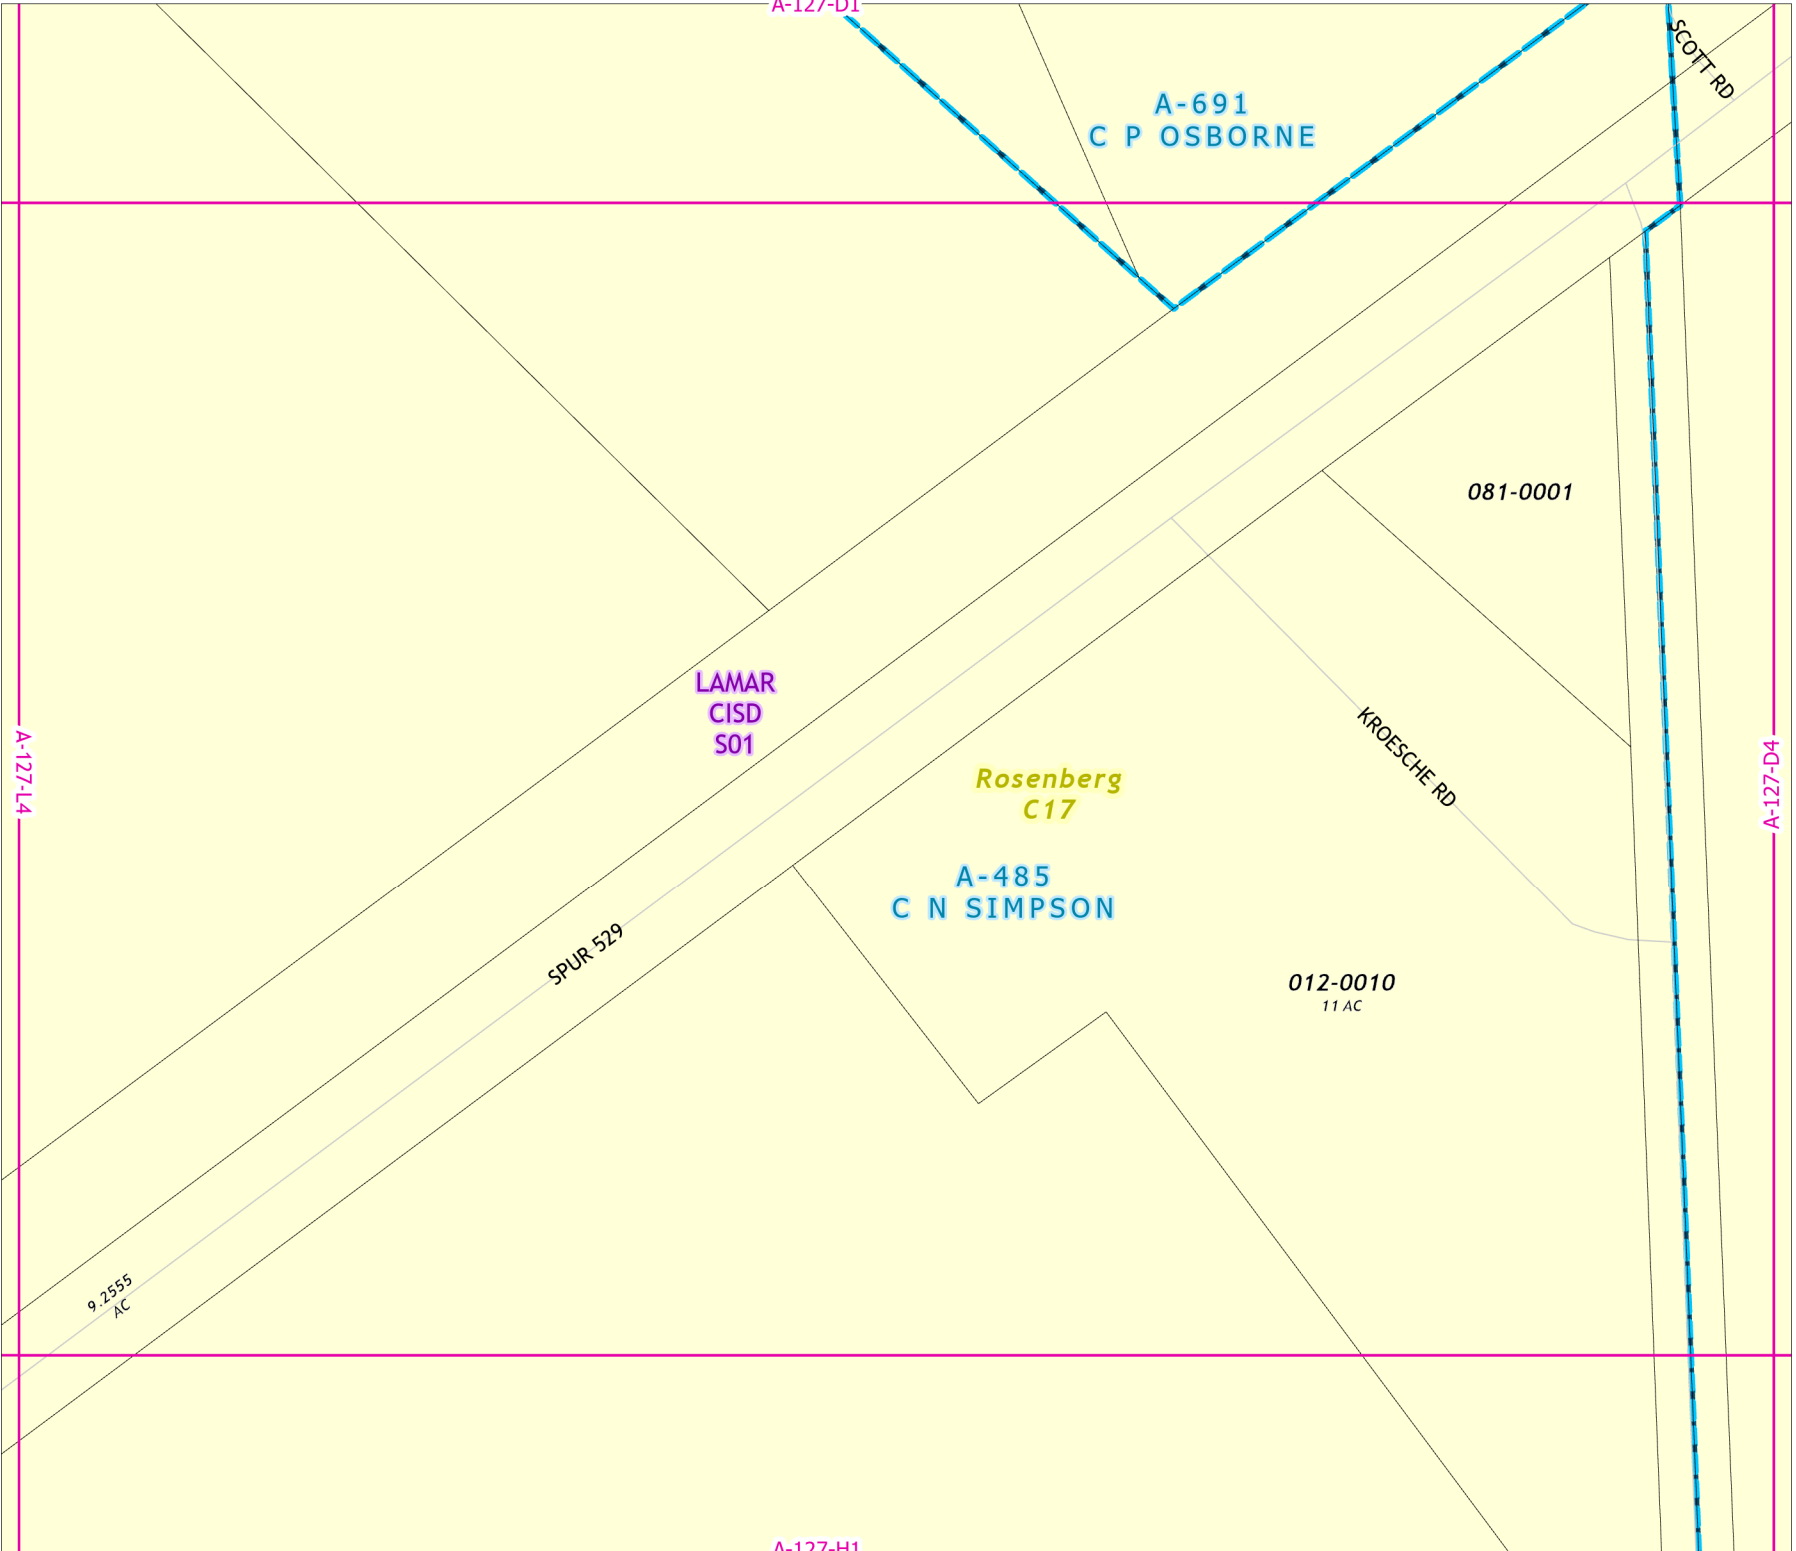 A-127-D1
SCOTT RD
A-691
C P OSBORNE
081-0001
LAMAR
CISD
S01
A-127-L4
KROESCHE RD
A-127-D4
Rosenberg
C17
A-485
C N SIMPSON
SPUR 529
012-0010
11 AC
9.2555
AC
A-127-H1